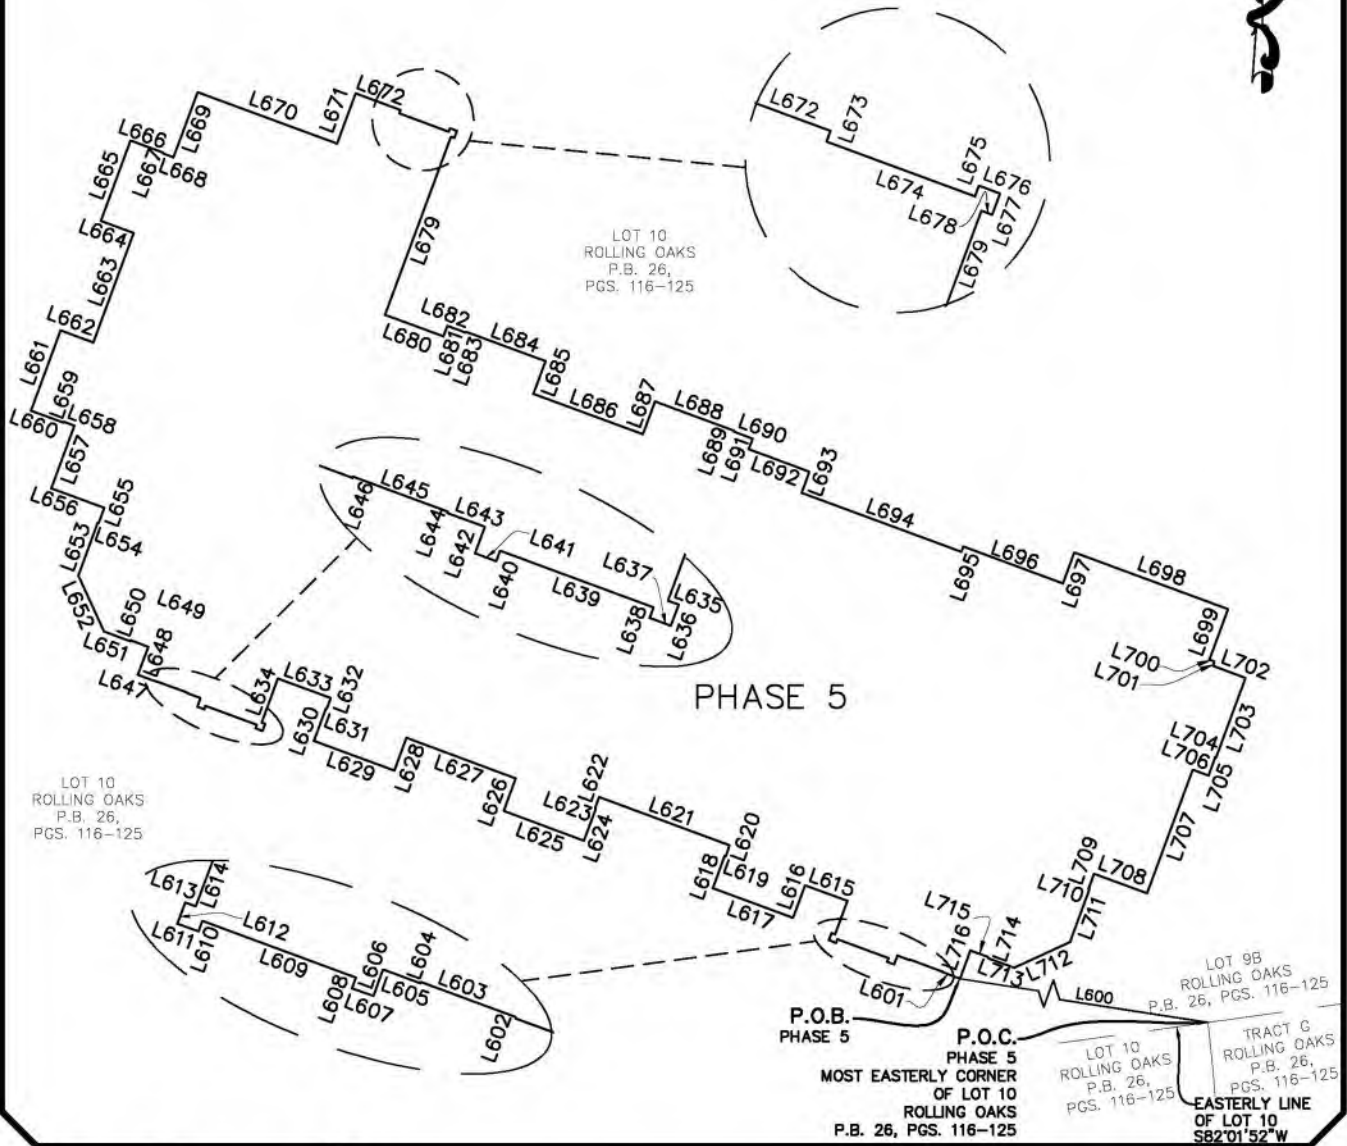 L672
L671
L670
L669
L666
L665
L667
L668
L664
L663
L662
L661
L659
L658
L660
L657
L656
L655
L654
L653
L652
L650
L649
L651
L648
L647
L672
L673
L675
L676
L674
L678
L677
L679
L679
LOT 10
ROLLING OAKS
P.B. 26,
PGS. 116-125
L682
L680
L681
L683
L684
L685
L686
L687
L688
L689
L690
L691
L692
L693
L694
L695
L696
L697
L698
L699
L700
L701
L702
L703
L704
L706
L705
L707
L709
L708
L710
L711
L646
L645
L644
L643
L642
L641
L640
L639
L637
L638
L635
L636
PHASE 5
L634
L633
L632
L630
L631
L629
L628
L627
L626
L625
L623
L622
L624
L621
L620
L618
L619
L617
L616
L615
LOT 10
ROLLING OAKS
P.B. 26,
PGS. 116-125
L613
L614
L611
L610
L612
L609
L608
L606
L607
L604
L605
L603
L602
L715
L716
L714
L713
L712
L601
L600
LOT 9B
ROLLING OAKS
P.B. 26, PGS. 116-125
P.O.B.
PHASE 5
P.O.C.
PHASE 5
MOST EASTERLY CORNER
OF LOT 10
ROLLING OAKS
P.B. 26, PGS. 116-125
LOT 10
ROLLING OAKS
P.B. 26,
PGS. 116-125
TRACT G
ROLLING OAKS
P.B. 26,
PGS. 116-125
EASTERLY LINE
OF LOT 10
S82°01'52"W